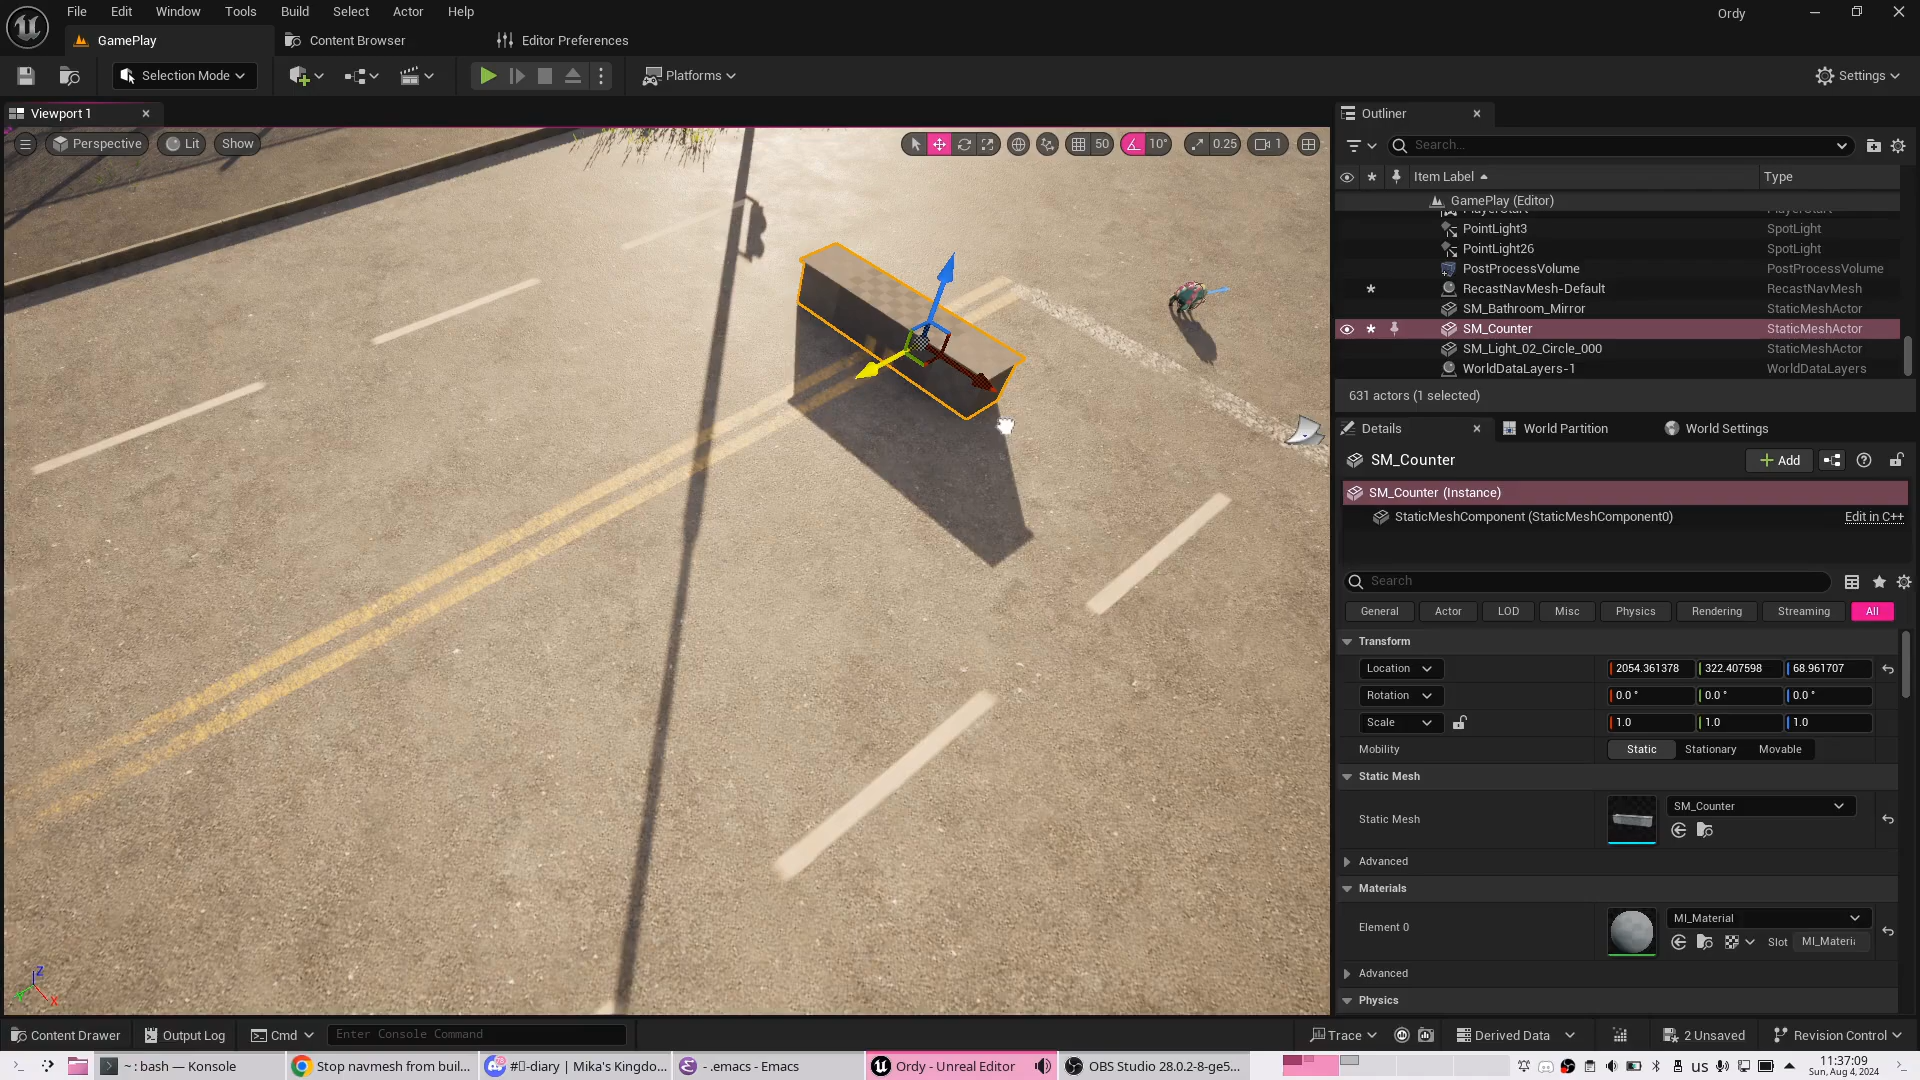 File Edit Window Tools Build Select Actor Help
Ordy
GamePlay
Content Browser
Editor Preferences
Selection Mode
Platforms
Settings
Viewport 1
Perspective
Lit
Show
50
10°
0.25
1
Outliner
Search...
Item Label
Type
GamePlay (Editor)
PlayerStart PlayerStart
PointLight3 SpotLight
PointLight26 SpotLight
PostProcessVolume PostProcessVolume
RecastNavMesh-Default RecastNavMesh
SM_Bathroom_Mirror StaticMeshActor
SM_Counter StaticMeshActor
SM_Light_02_Circle_000 StaticMeshActor
WorldDataLayers-1 WorldDataLayers
631 actors (1 selected)
Details
World Partition
World Settings
SM_Counter
Add
SM_Counter (Instance)
StaticMeshComponent (StaticMeshComponent0)
Edit in C++
Search
General Actor LOD Misc Physics Rendering Streaming All
Transform
Location 2054.361378 322.407598 68.961707
Rotation 0.0° 0.0° 0.0°
Scale 1.0 1.0 1.0
Mobility Static Stationary Movable
Static Mesh
Static Mesh SM_Counter
Advanced
Materials
Element 0 MI_Material
Slot MI_Materi
Advanced
Physics
Z
Y
X
Content Drawer
Output Log
Cmd
Enter Console Command
Trace
Derived Data
2 Unsaved
Revision Control
~ : bash — Konsole
Stop navmesh from buil...
-diary | Mika's Kingdo...
- .emacs - Emacs
Ordy - Unreal Editor
OBS Studio 28.0.2-8-ge5...
us
11:37:09
Sun, Aug 4, 2024